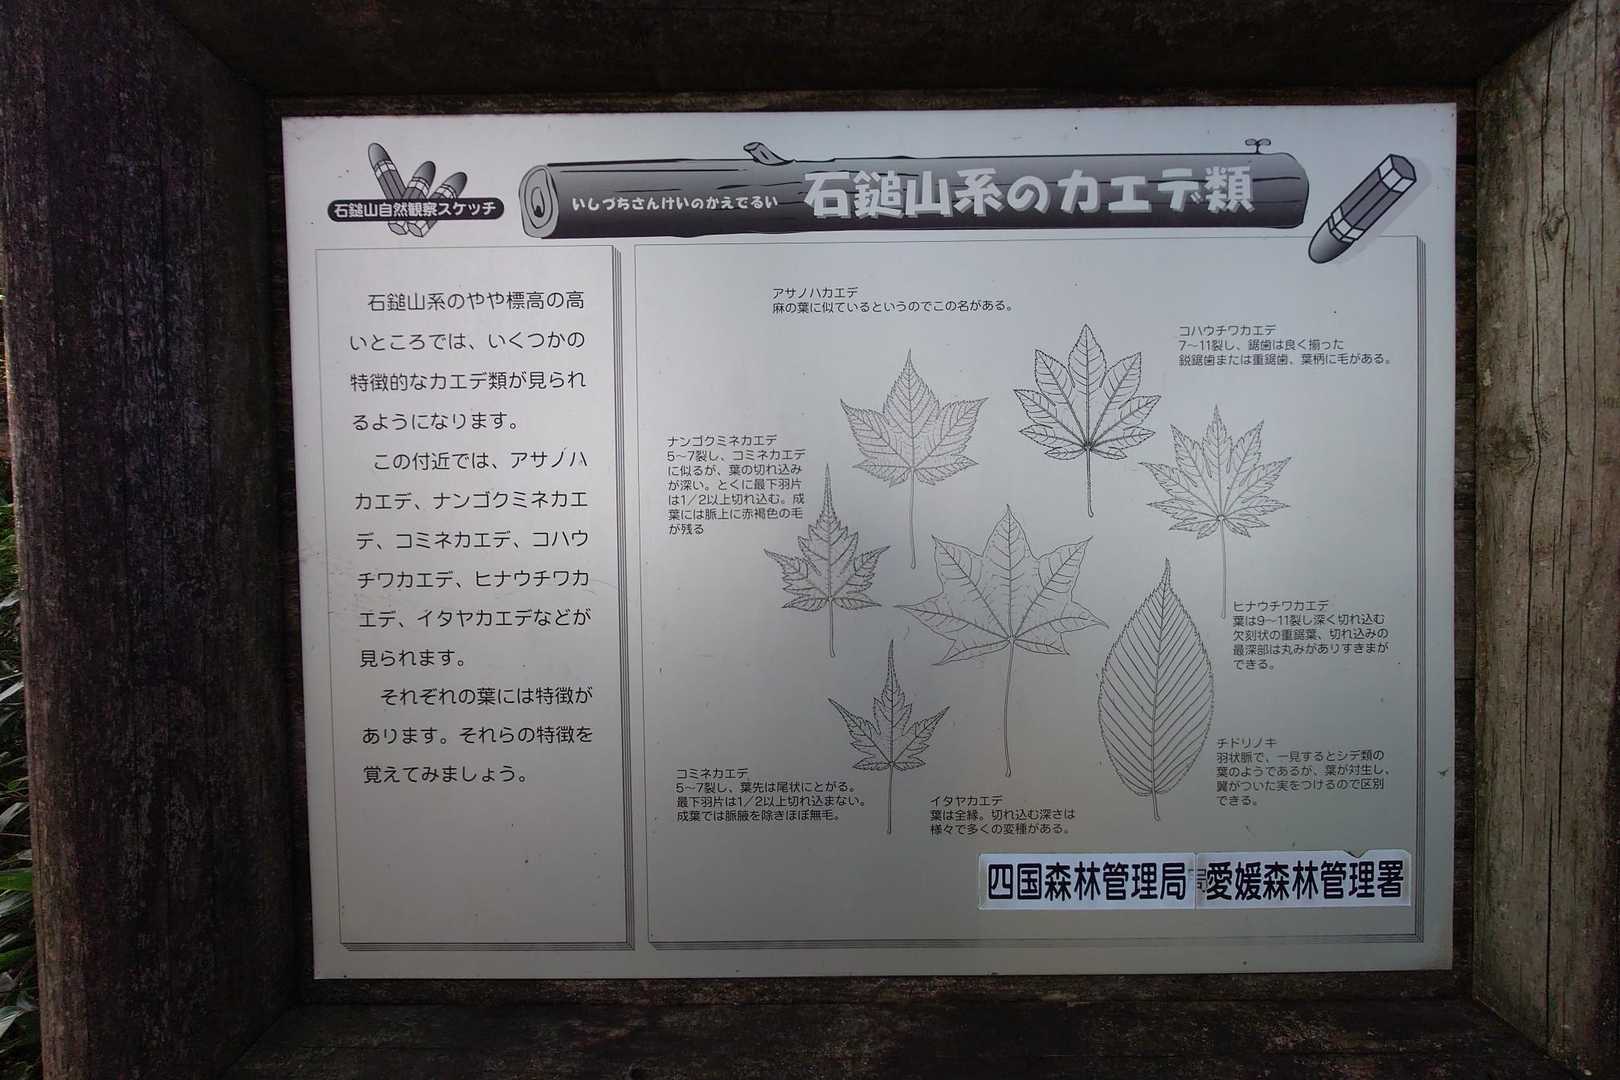 石鎚山自然観察スケッチ
いしづちさんけいのかえでるい
石鎚山系のカエデ類
石鎚山系のやや標高の高
いところでは、いくつかの
特徴的なカエデ類が見られ
るようになります。
この付近では、アサノハ
カエデ、ナンゴクミネカエ
デ、コミネカエデ、コハウ
チワカエデ、ヒナウチワカ
エデ、イタヤカエデなどが
見られます。
それぞれの葉には特徴が
あります。それらの特徴を
覚えてみましょう。
アサノハカエデ
麻の葉に似ているというのでこの名がある。
コハウチワカエデ
7〜11裂し、鋸歯は良く揃った
鋭鋸歯または重鋸歯、葉柄に毛がある。
ナンゴクミネカエデ
5〜7裂し、コミネカエデ
に似るが、葉の切れ込み
が深い。とくに最下羽片
は1/2以上切れ込む。成
葉には脈上に赤褐色の毛
が残る
ヒナウチワカエデ
葉は9〜11裂し深く切れ込む
欠刻状の重鋸葉、切れ込みの
最深部は丸みがありすきまが
できる。
チドリノキ
羽状脈で、一見するとシデ類の
葉のようであるが、葉が対生し、
翼がついた実をつけるので区別
できる。
コミネカエデ
5〜7裂し、葉先は尾状にとがる。
最下羽片は1/2以上切れ込まない。
成葉では脈腋を除きほぼ無毛。
イタヤカエデ
葉は全縁。切れ込む深さは
様々で多くの変種がある。
四国森林管理局 愛媛森林管理署